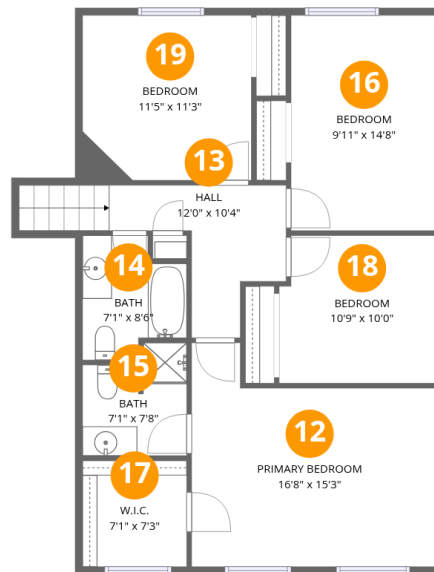 19
BEDROOM
11'5" x 11'3"
16
BEDROOM
9'11" x 14'8"
13
HALL
12'0" x 10'4"
14
BATH
7'1" x 8'6"
18
BEDROOM
10'9" x 10'0"
15
BATH
7'1" x 7'8"
12
PRIMARY BEDROOM
16'8" x 15'3"
17
W.I.C.
7'1" x 7'3"